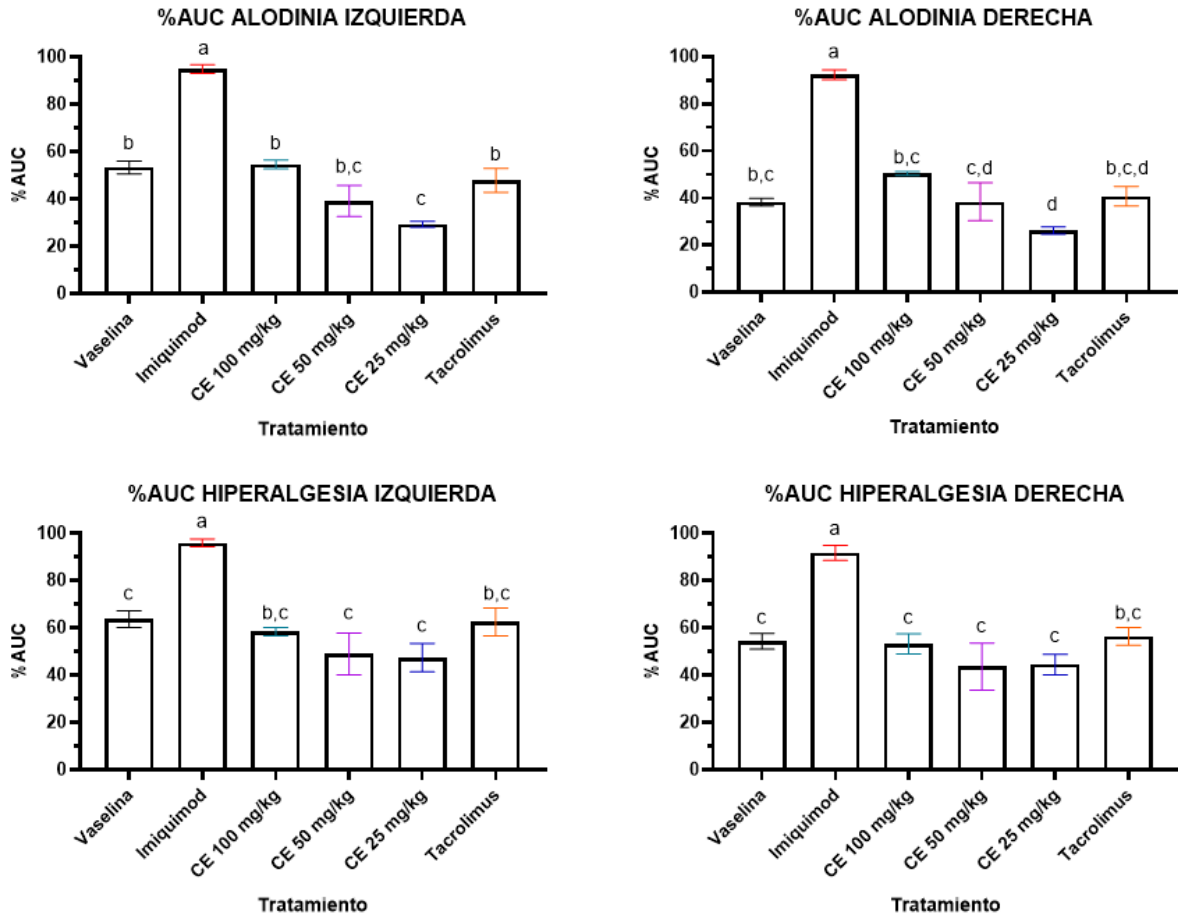 %AUC ALODINIA IZQUIERDA
%AUC
100
80
60
40
20
0
b
a
b
b,c
c
b
Vaselina
Imiquimod
CE 100 mg/kg
CE 50 mg/kg
CE 25 mg/kg
Tacrolimus
Tratamiento
%AUC ALODINIA DERECHA
%AUC
100
80
60
40
20
0
b,c
a
b,c
c,d
d
b,c,d
Vaselina
Imiquimod
CE 100 mg/kg
CE 50 mg/kg
CE 25 mg/kg
Tacrolimus
Tratamiento
%AUC HIPERALGESIA IZQUIERDA
%AUC
100
80
60
40
20
0
c
a
b,c
c
c
b,c
Vaselina
Imiquimod
CE 100 mg/kg
CE 50 mg/kg
CE 25 mg/kg
Tacrolimus
Tratamiento
%AUC HIPERALGESIA DERECHA
%AUC
100
80
60
40
20
0
c
a
c
c
c
b,c
Vaselina
Imiquimod
CE 100 mg/kg
CE 50 mg/kg
CE 25 mg/kg
Tacrolimus
Tratamiento